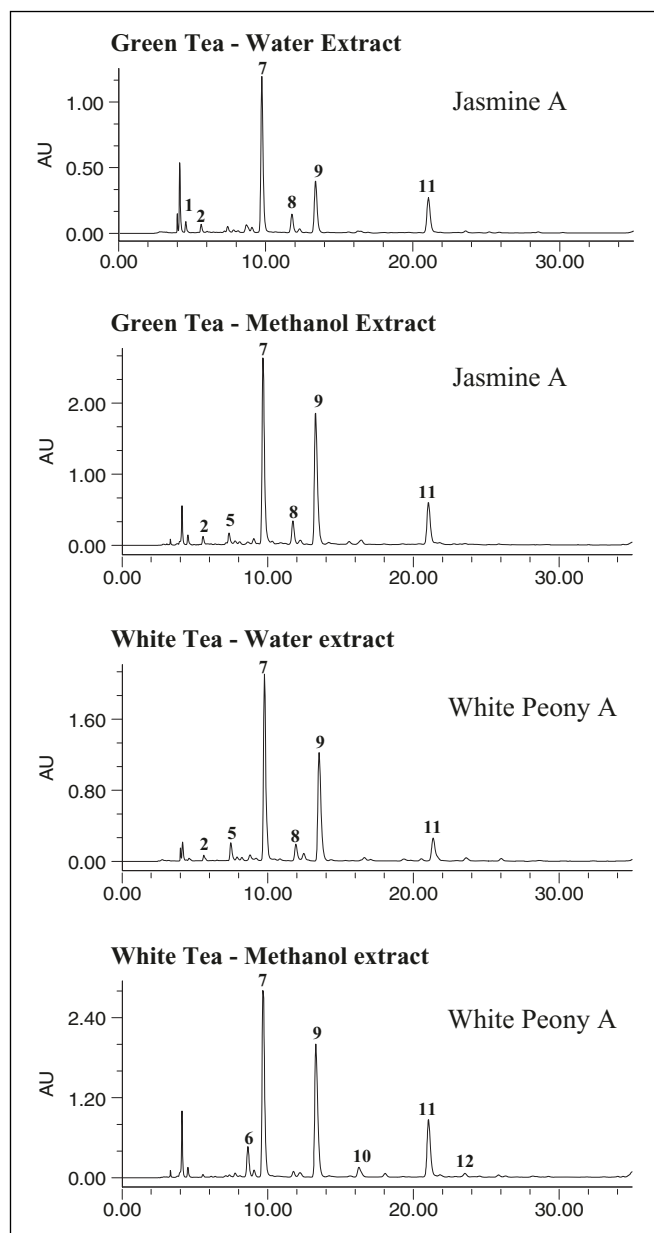 Green Tea - Water Extract
7
Jasmine A
1.00
AU
0.50
9
11
1
2
8
0.00
0.00 10.00 20.00 30.00
Green Tea - Methanol Extract
7
Jasmine A
2.00
9
AU
1.00
11
2
5
8
0.00
0.00 10.00 20.00 30.00
White Tea - Water extract
7
White Peony A
1.60
9
AU
0.80
2
5
8
11
0.00
0.00 10.00 20.00 30.00
White Tea - Methanol extract
7
White Peony A
2.40
9
AU
1.20
11
6
10
12
0.00
0.00 10.00 20.00 30.00